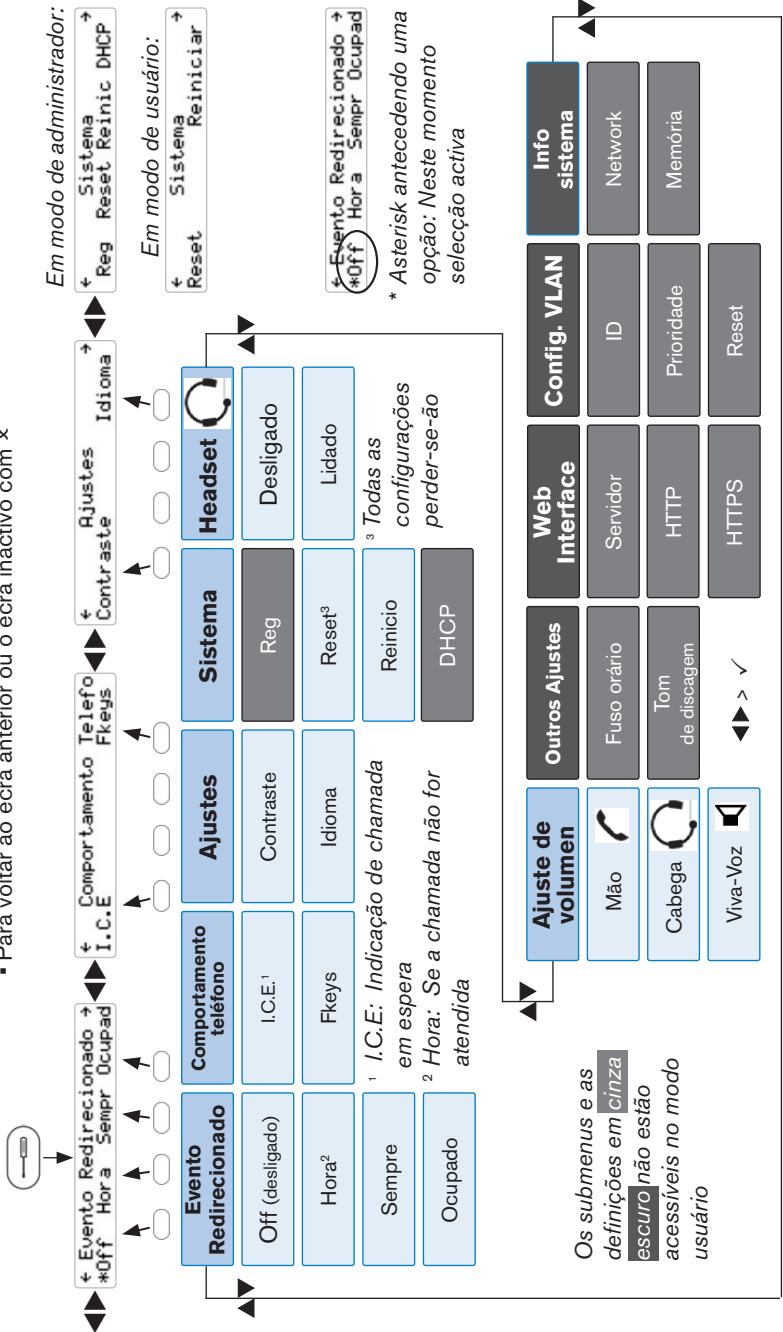 ▪ Para voltar ao ecrã anterior ou o ecrã inactivo com ×
← Evento Redirecionado →
*Off Hora Sempr Ocupad
← Comportamento Telefo
I.C.E Fkeys
← Ajustes →
Contraste Idioma
Em modo de administrador:
← Sistema →
Reg Reset Reinic DHCP
Em modo de usuário:
← Sistema →
Reset Reiniciar
← Evento Redirecionado →
*Off Hora Sempr Ocupad
* Asterisk antecedendo uma
opção: Neste momento
selecção activa
Evento
Redirecionado
Off (desligado)
Hora²
Sempre
Ocupado
Comportamento
teléfono
I.C.E.¹
Fkeys
¹ I.C.E: Indicação de chamada
em espera
² Hora: Se a chamada não for
atendida
Ajustes
Contraste
Idioma
Sistema
Reg
Reset³
Reinicio
DHCP
Headset
Desligado
Lidado
³ Todas as
configurações
perder-se-ão
Os submenus e as
definições em cinza
escuro não estão
acessíveis no modo
usuário
Ajuste de
volumen
Mão
Cabega
Viva-Voz
Outros Ajustes
Fuso orário
Tom
de discagem
◀▶ > ✓
Web
Interface
Servidor
HTTP
HTTPS
Config. VLAN
ID
Prioridade
Reset
Info
sistema
Network
Memória